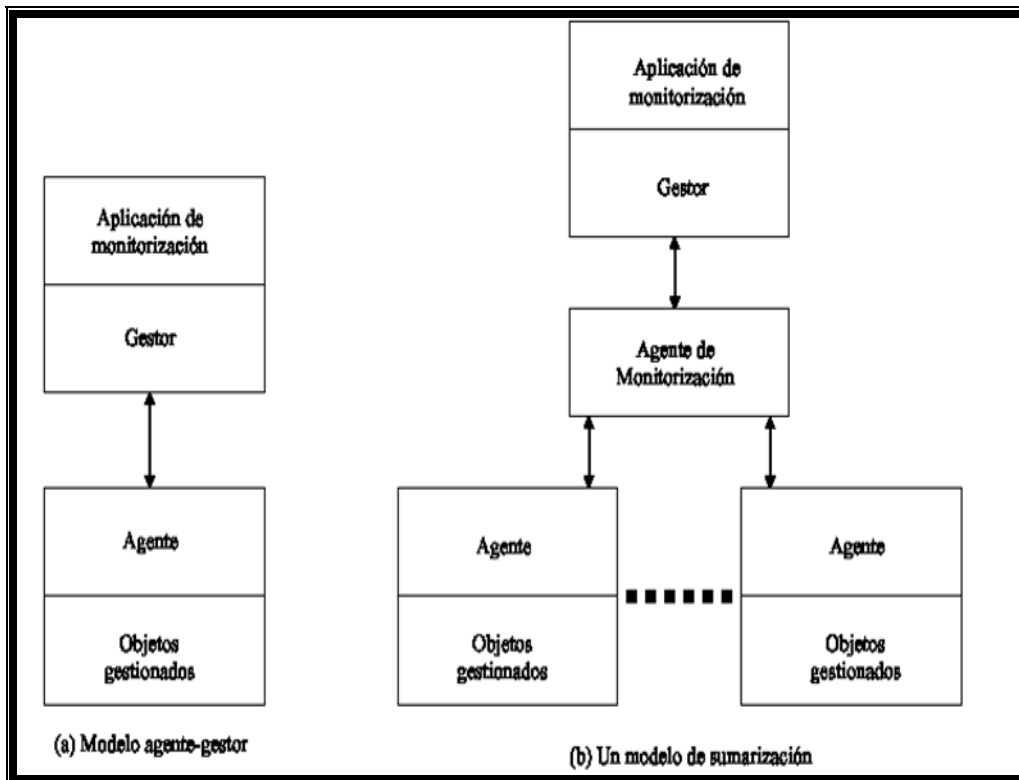 Aplicación de
monitorización
Gestor
Agente
Objetos
gestionados
(a) Modelo agente-gestor
Aplicación de
monitorización
Gestor
Agente de
Monitorización
Agente
Objetos
gestionados
Agente
Objetos
gestionados
(b) Un modelo de sumarización